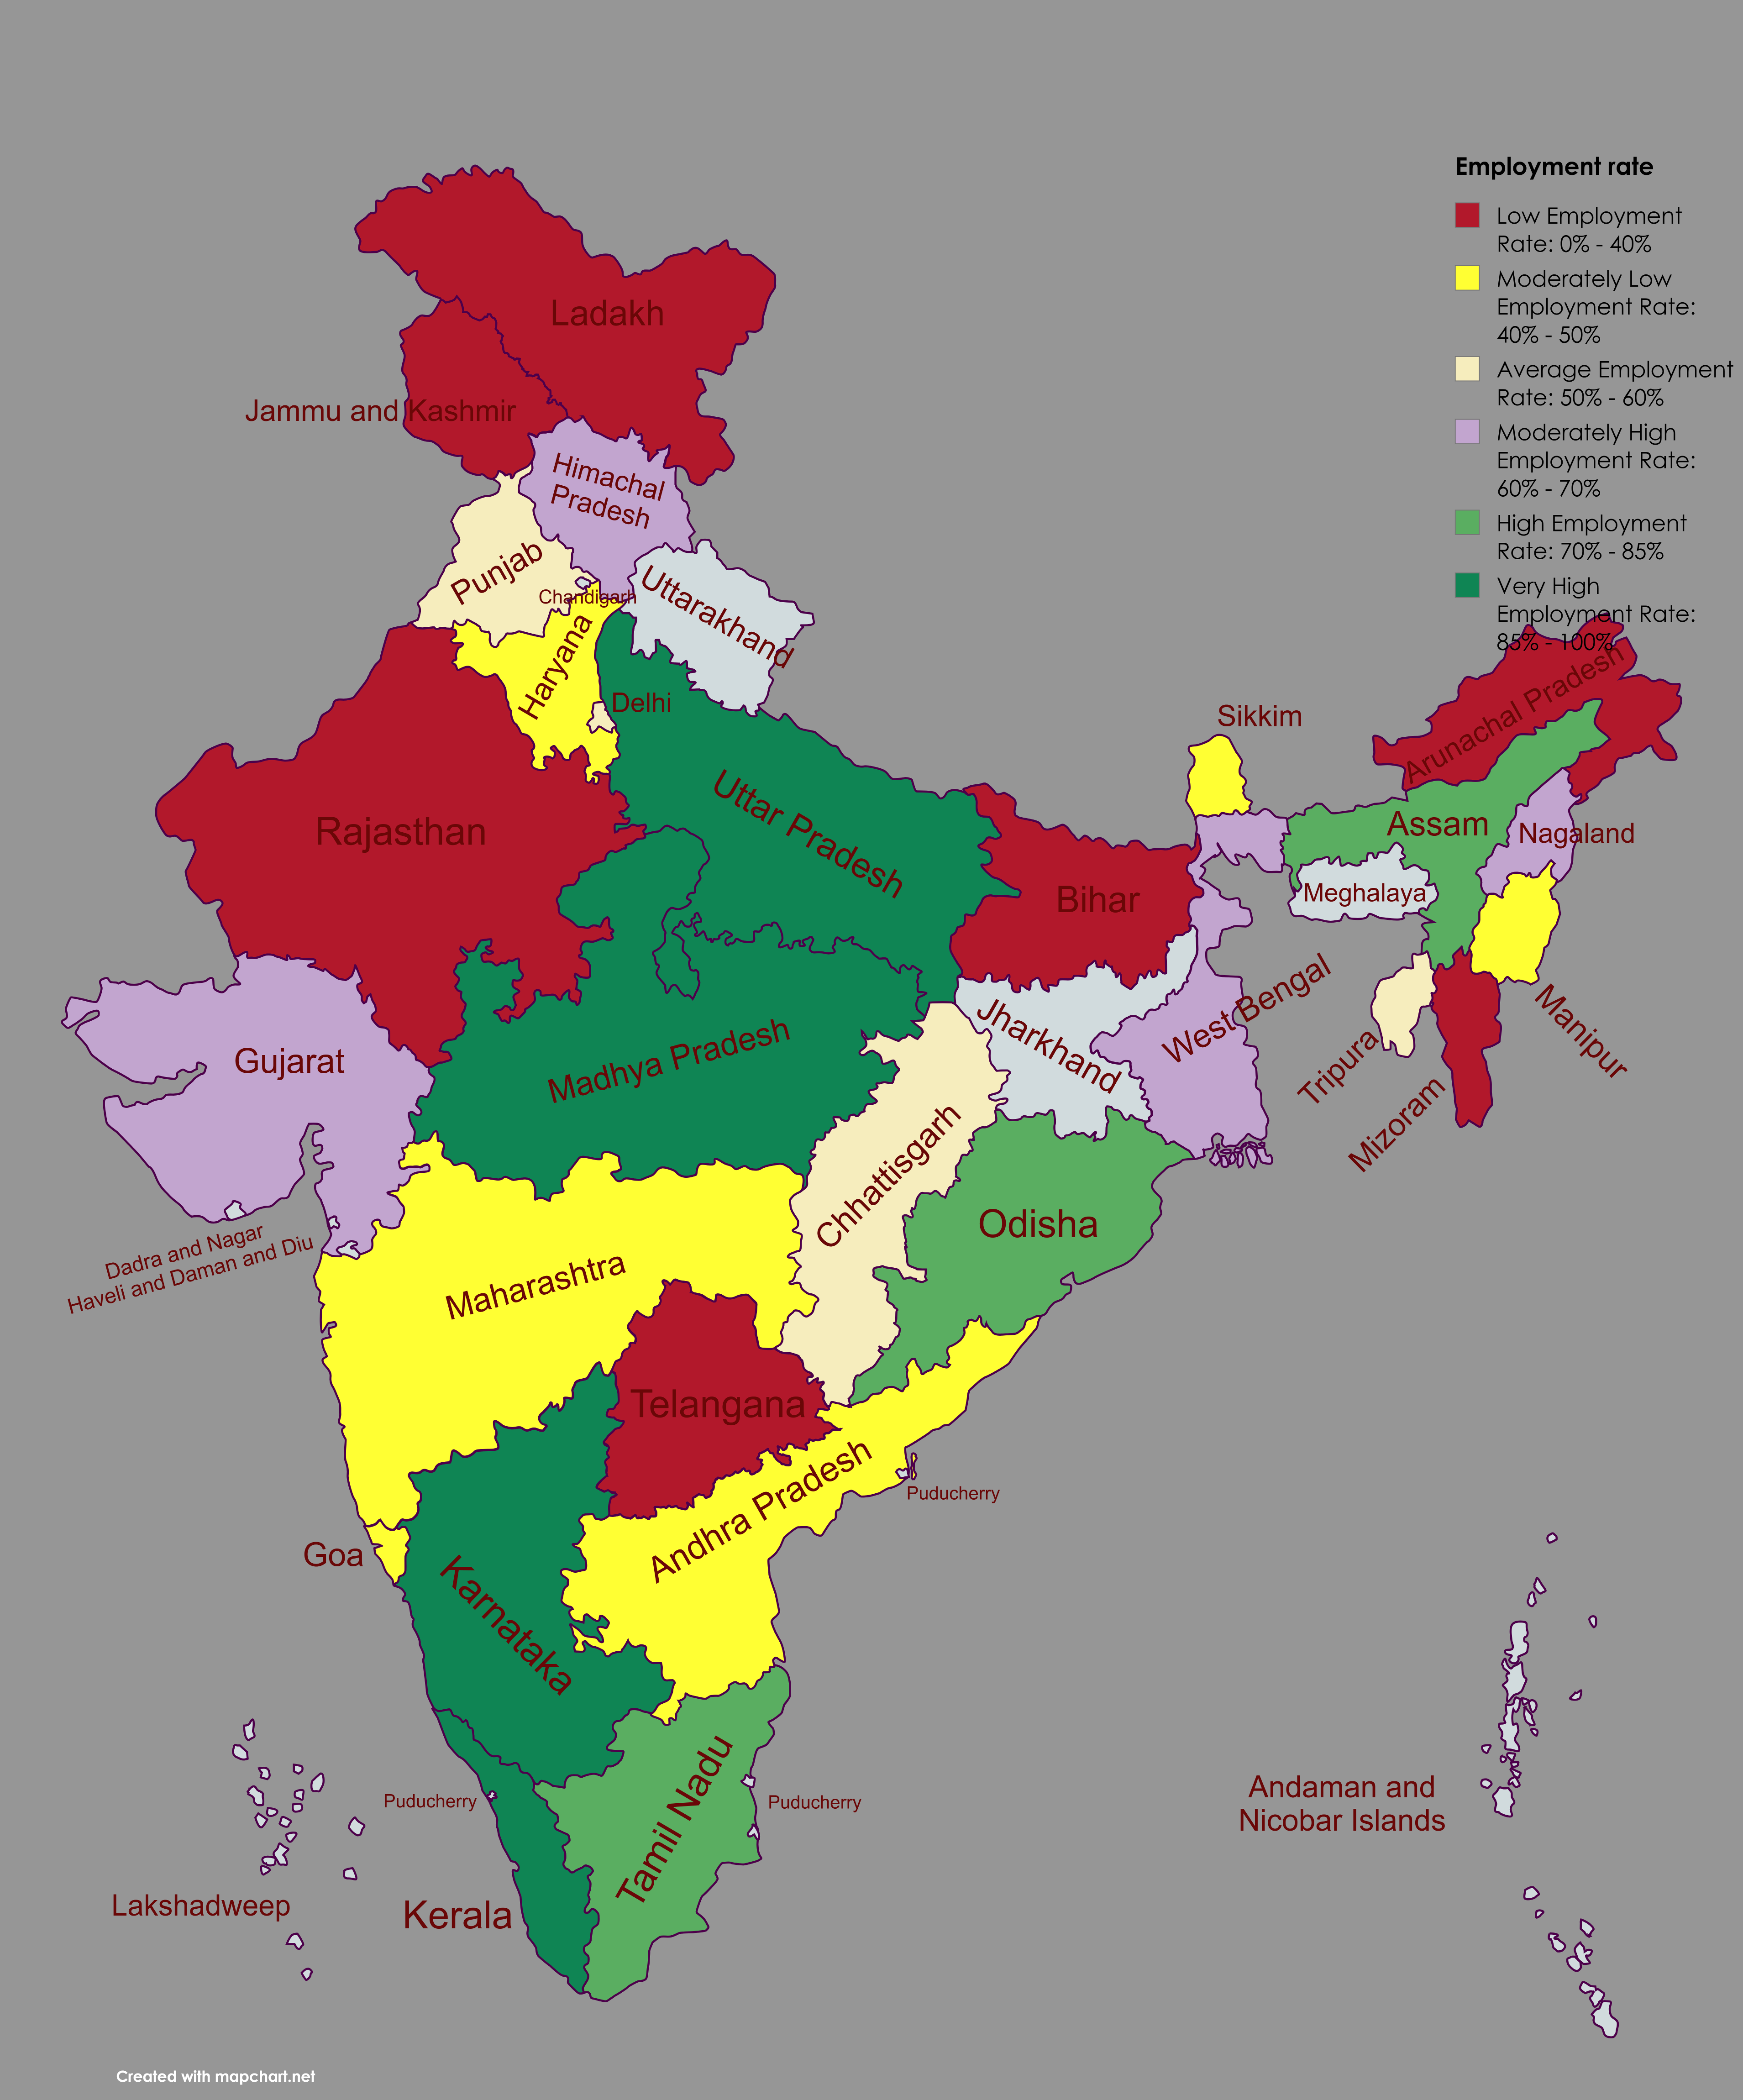 Employment rate
Low Employment
Rate: 0% - 40%
Moderately Low
Employment Rate:
40% - 50%
Average Employment
Rate: 50% - 60%
Moderately High
Employment Rate:
60% - 70%
High Employment
Rate: 70% - 85%
Very High
Employment Rate:
85% - 100%
Ladakh
Jammu and Kashmir
Himachal
Pradesh
Punjab
Chandigarh
Uttarakhand
Haryana
Delhi
Arunachal Pradesh
Sikkim
Rajasthan
Uttar Pradesh
Assam
Nagaland
Bihar
Meghalaya
Gujarat
Madhya Pradesh
Jharkhand
West Bengal
Tripura
Manipur
Mizoram
Chhattisgarh
Odisha
Dadra and Nagar
Haveli and Daman and Diu
Maharashtra
Telangana
Andhra Pradesh
Puducherry
Goa
Karnataka
Puducherry
Tamil Nadu
Puducherry
Andaman and
Nicobar Islands
Lakshadweep
Kerala
Created with mapchart.net